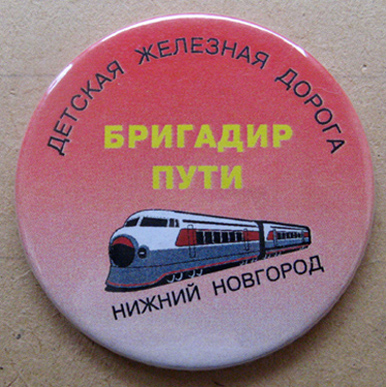 ДЕТСКАЯ ЖЕЛЕЗНАЯ ДОРОГА
БРИГАДИР
ПУТИ
НИЖНИЙ НОВГОРОД